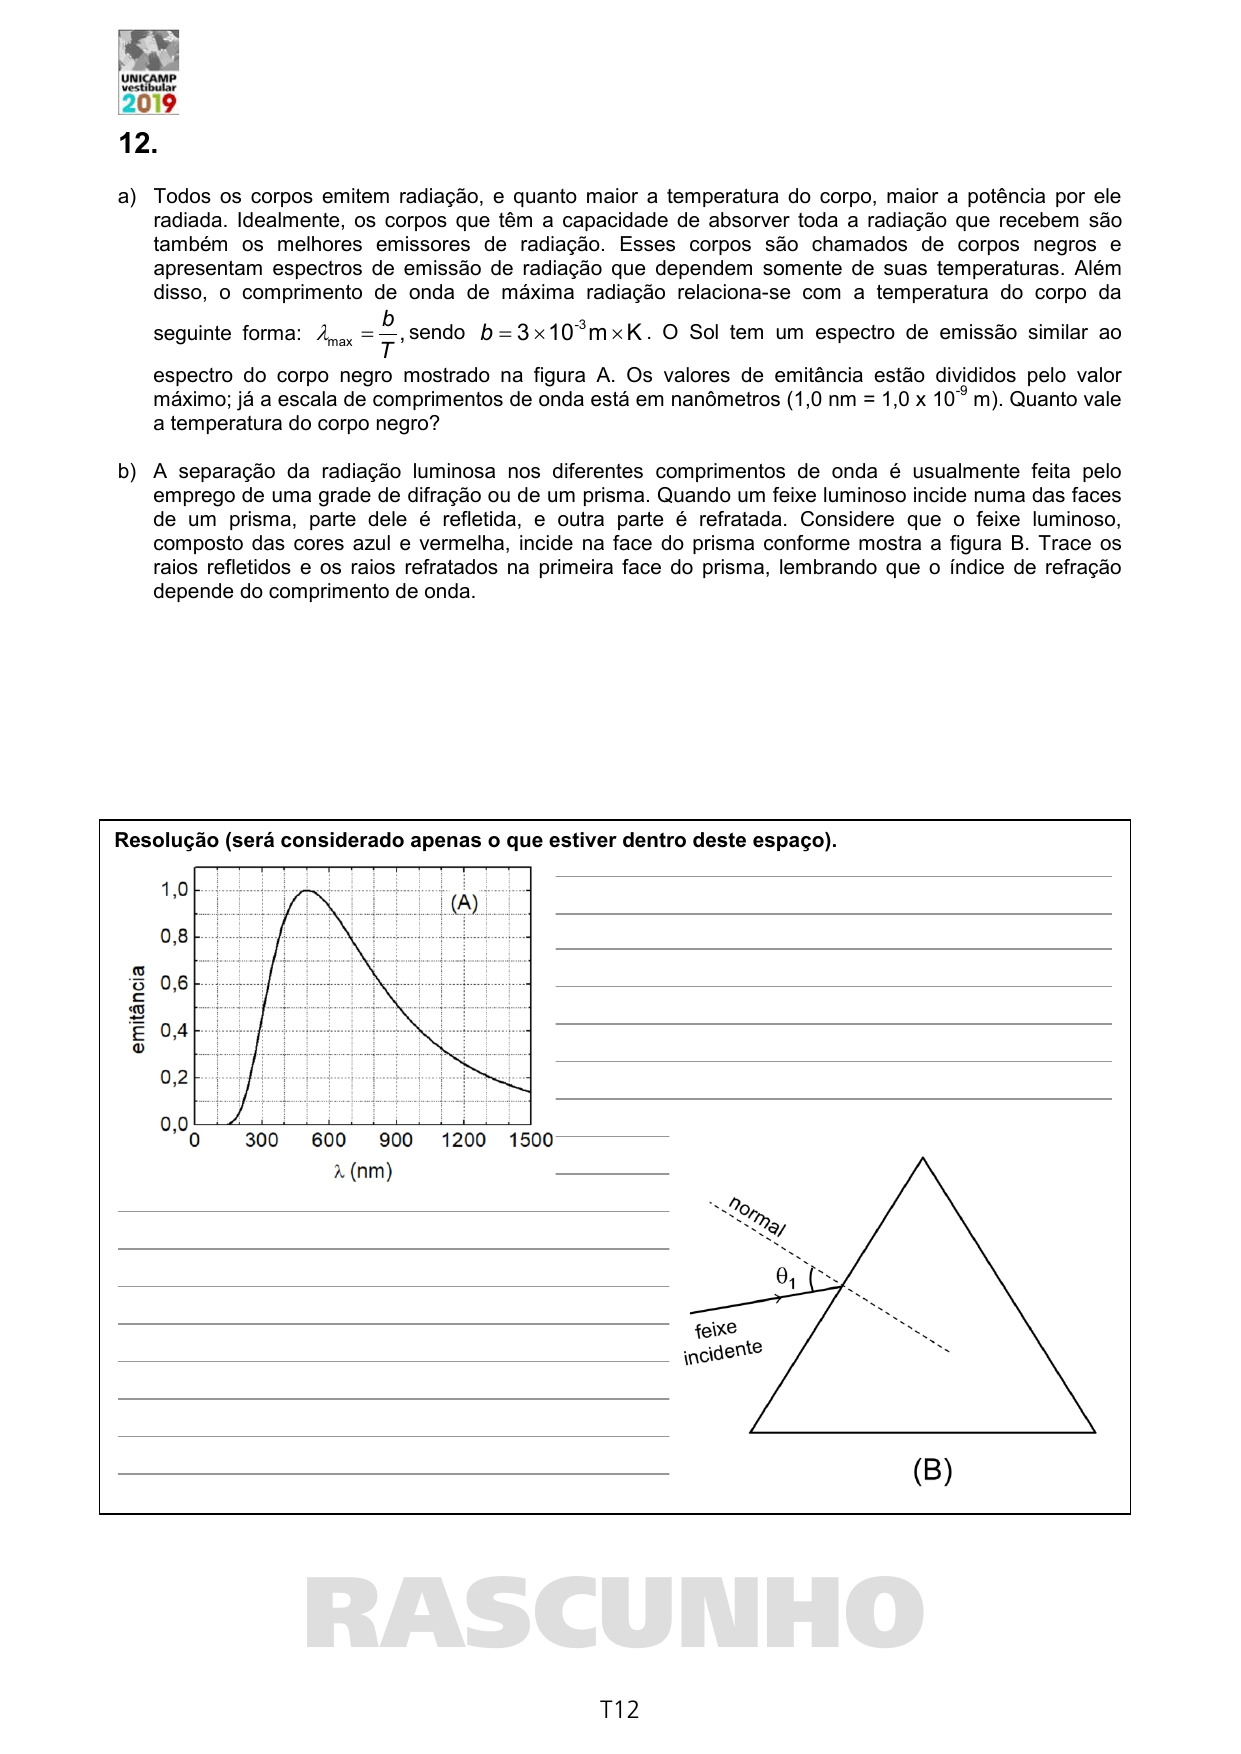 UNICAMP
vestibular
2019
12.
a) Todos os corpos emitem radiação, e quanto maior a temperatura do corpo, maior a potência por ele
radiada. Idealmente, os corpos que têm a capacidade de absorver toda a radiação que recebem são
também os melhores emissores de radiação. Esses corpos são chamados de corpos negros e
apresentam espectros de emissão de radiação que dependem somente de suas temperaturas. Além
disso, o comprimento de onda de máxima radiação relaciona-se com a temperatura do corpo da
seguinte forma: λmax = b/T, sendo b = 3 × 10⁻³ m × K. O Sol tem um espectro de emissão similar ao
espectro do corpo negro mostrado na figura A. Os valores de emitância estão divididos pelo valor
máximo; já a escala de comprimentos de onda está em nanômetros (1,0 nm = 1,0 x 10⁻⁹ m). Quanto vale
a temperatura do corpo negro?
b) A separação da radiação luminosa nos diferentes comprimentos de onda é usualmente feita pelo
emprego de uma grade de difração ou de um prisma. Quando um feixe luminoso incide numa das faces
de um prisma, parte dele é refletida, e outra parte é refratada. Considere que o feixe luminoso,
composto das cores azul e vermelha, incide na face do prisma conforme mostra a figura B. Trace os
raios refletidos e os raios refratados na primeira face do prisma, lembrando que o índice de refração
depende do comprimento de onda.
Resolução (será considerado apenas o que estiver dentro deste espaço).
(A)
1,0
0,8
0,6
0,4
0,2
0,0
emitância
0 300 600 900 1200 1500
λ (nm)
normal
θ₁
feixe
incidente
(B)
RASCUNHO
T12